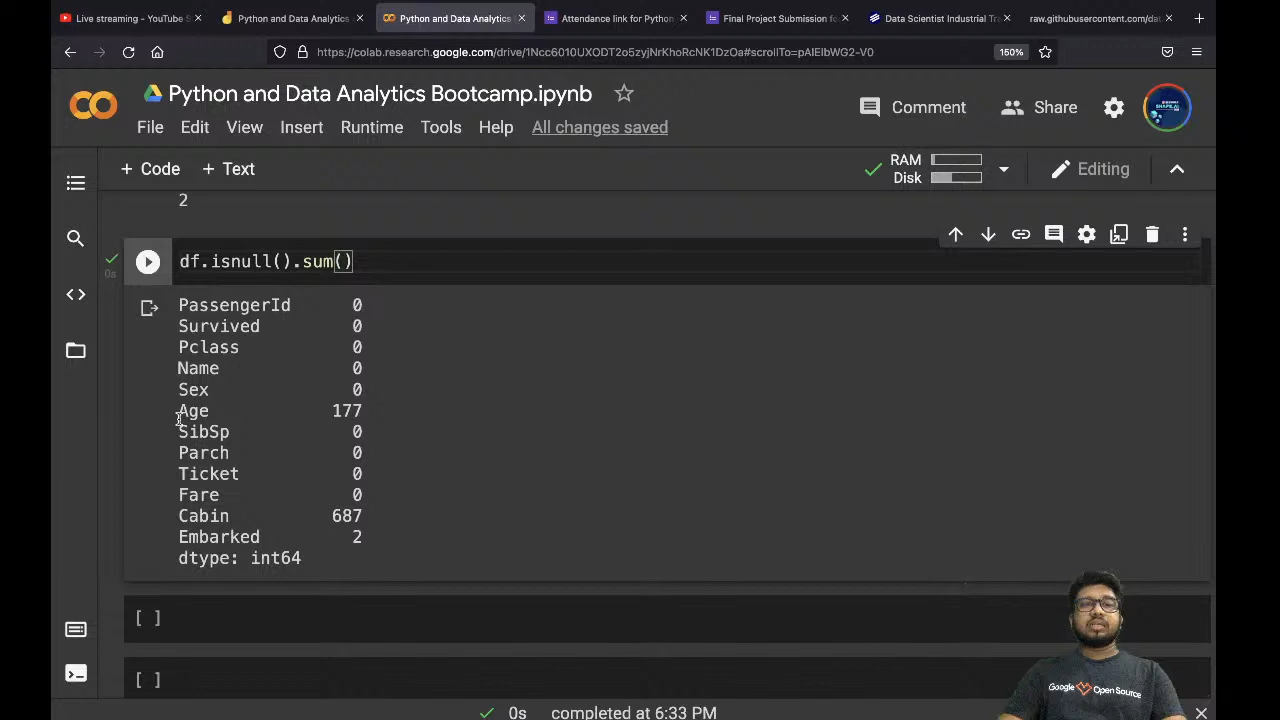 Live streaming - YouTube S
Python and Data Analytics
Python and Data Analytics B
Attendance link for Python
Final Project Submission fo
Data Scientist Industrial Tra
raw.githubusercontent.com/dat
https://colab.research.google.com/drive/1Ncc6010UXODT2o5zyjNrKhoRcNK1DzOa#scrollTo=pAIEIbWG2-V0
150%
Python and Data Analytics Bootcamp.ipynb
Comment
Share
File Edit View Insert Runtime Tools Help All changes saved
+ Code + Text
RAM
Disk
Editing
2
0s
df.isnull().sum()
PassengerId 0
Survived 0
Pclass 0
Name 0
Sex 0
Age 177
SibSp 0
Parch 0
Ticket 0
Fare 0
Cabin 687
Embarked 2
dtype: int64
[ ]
[ ]
Google Open Source
0s completed at 6:33 PM